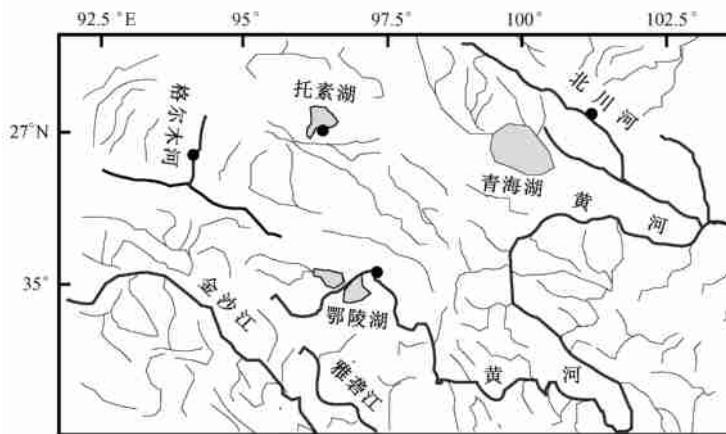 92.5°E
95°
97.5°
100°
102.5°
27°N
35°
格尔木河
托素湖
北川河
青海湖
黄河
金沙江
鄂陵湖
雅砻江
黄河